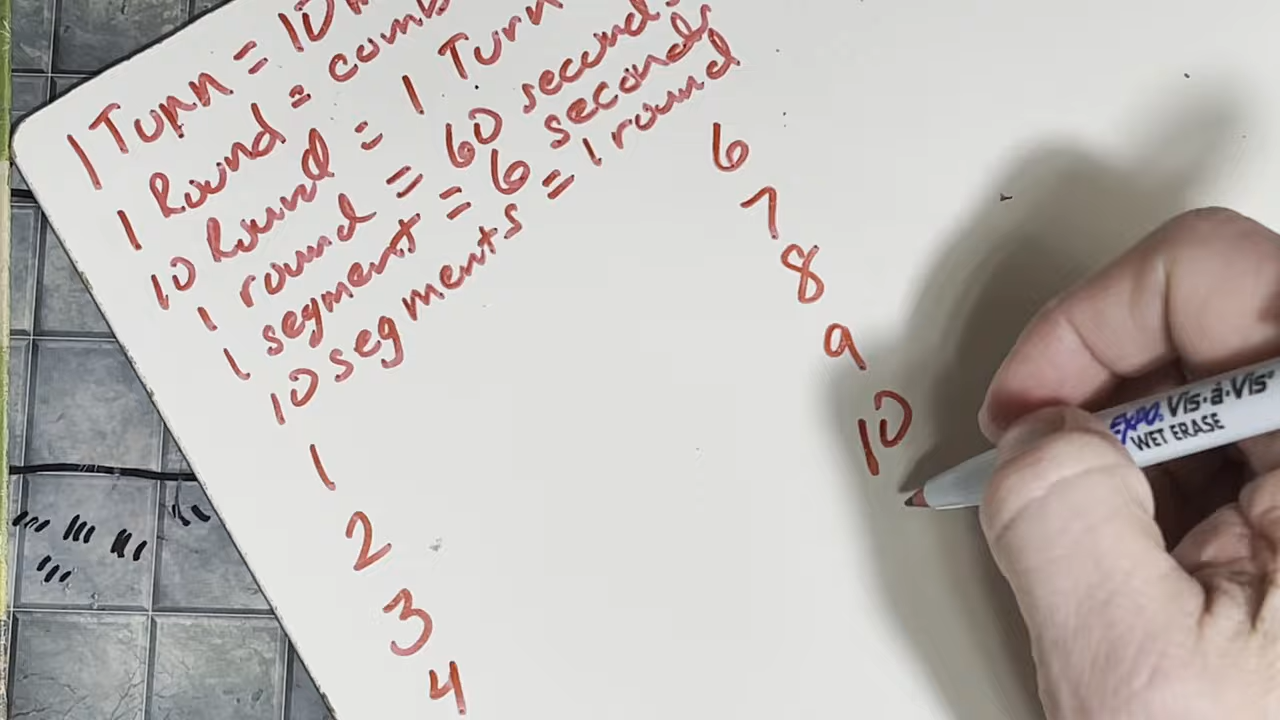 1 Turn = 10
1 Round = comb
10 Round = 1 Turn
1 round = 60 seconds
1 segment = 6 seconds
10 segments = 1 round
1
2
3
4
6
7
8
9
10
EXPO Vis-à-Vis
WET ERASE